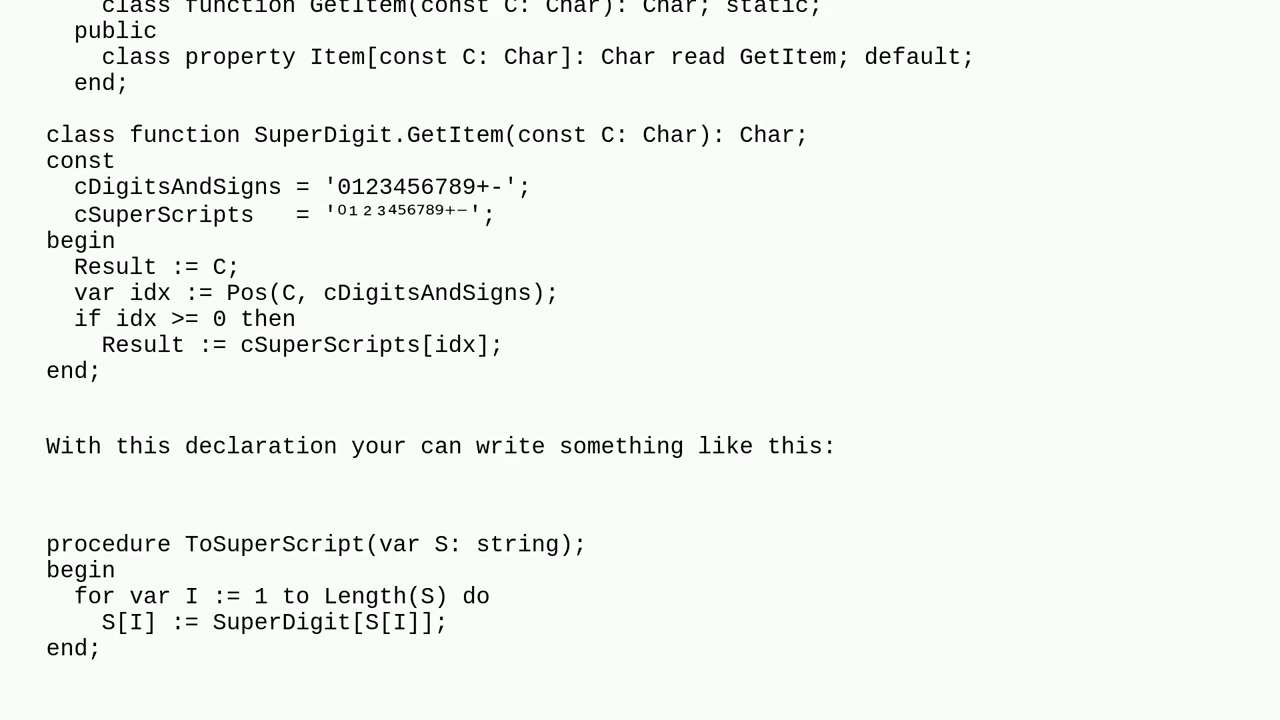 class function GetItem(const C: Char): Char; static;
public
class property Item[const C: Char]: Char read GetItem; default;
end;
class function SuperDigit.GetItem(const C: Char): Char;
const
cDigitsAndSigns = '0123456789+-';
cSuperScripts = '⁰¹²³⁴⁵⁶⁷⁸⁹⁺⁻';
begin
Result := C;
var idx := Pos(C, cDigitsAndSigns);
if idx >= 0 then
Result := cSuperScripts[idx];
end;
With this declaration your can write something like this:
procedure ToSuperScript(var S: string);
begin
for var I := 1 to Length(S) do
S[I] := SuperDigit[S[I]];
end;